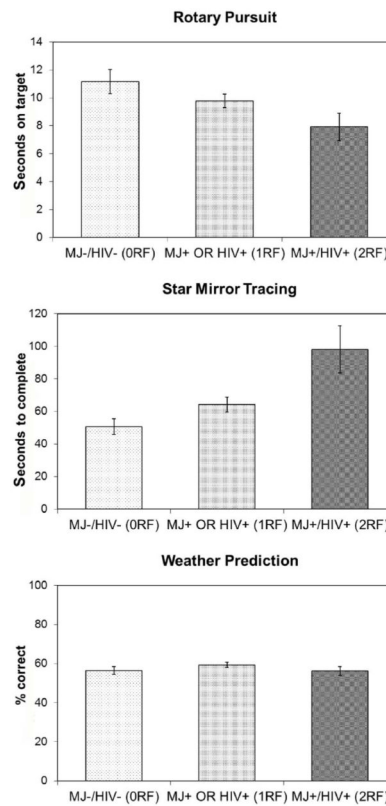 Rotary Pursuit
Seconds on target
14
12
10
8
6
4
2
0
MJ-/HIV- (0RF) MJ+ OR HIV+ (1RF) MJ+/HIV+ (2RF)
Star Mirror Tracing
Seconds to complete
120
100
80
60
40
20
0
MJ-/HIV- (0RF) MJ+ OR HIV+ (1RF) MJ+/HIV+ (2RF)
Weather Prediction
% correct
100
80
60
40
20
0
MJ-/HIV- (0RF) MJ+ OR HIV+ (1RF) MJ+/HIV+ (2RF)